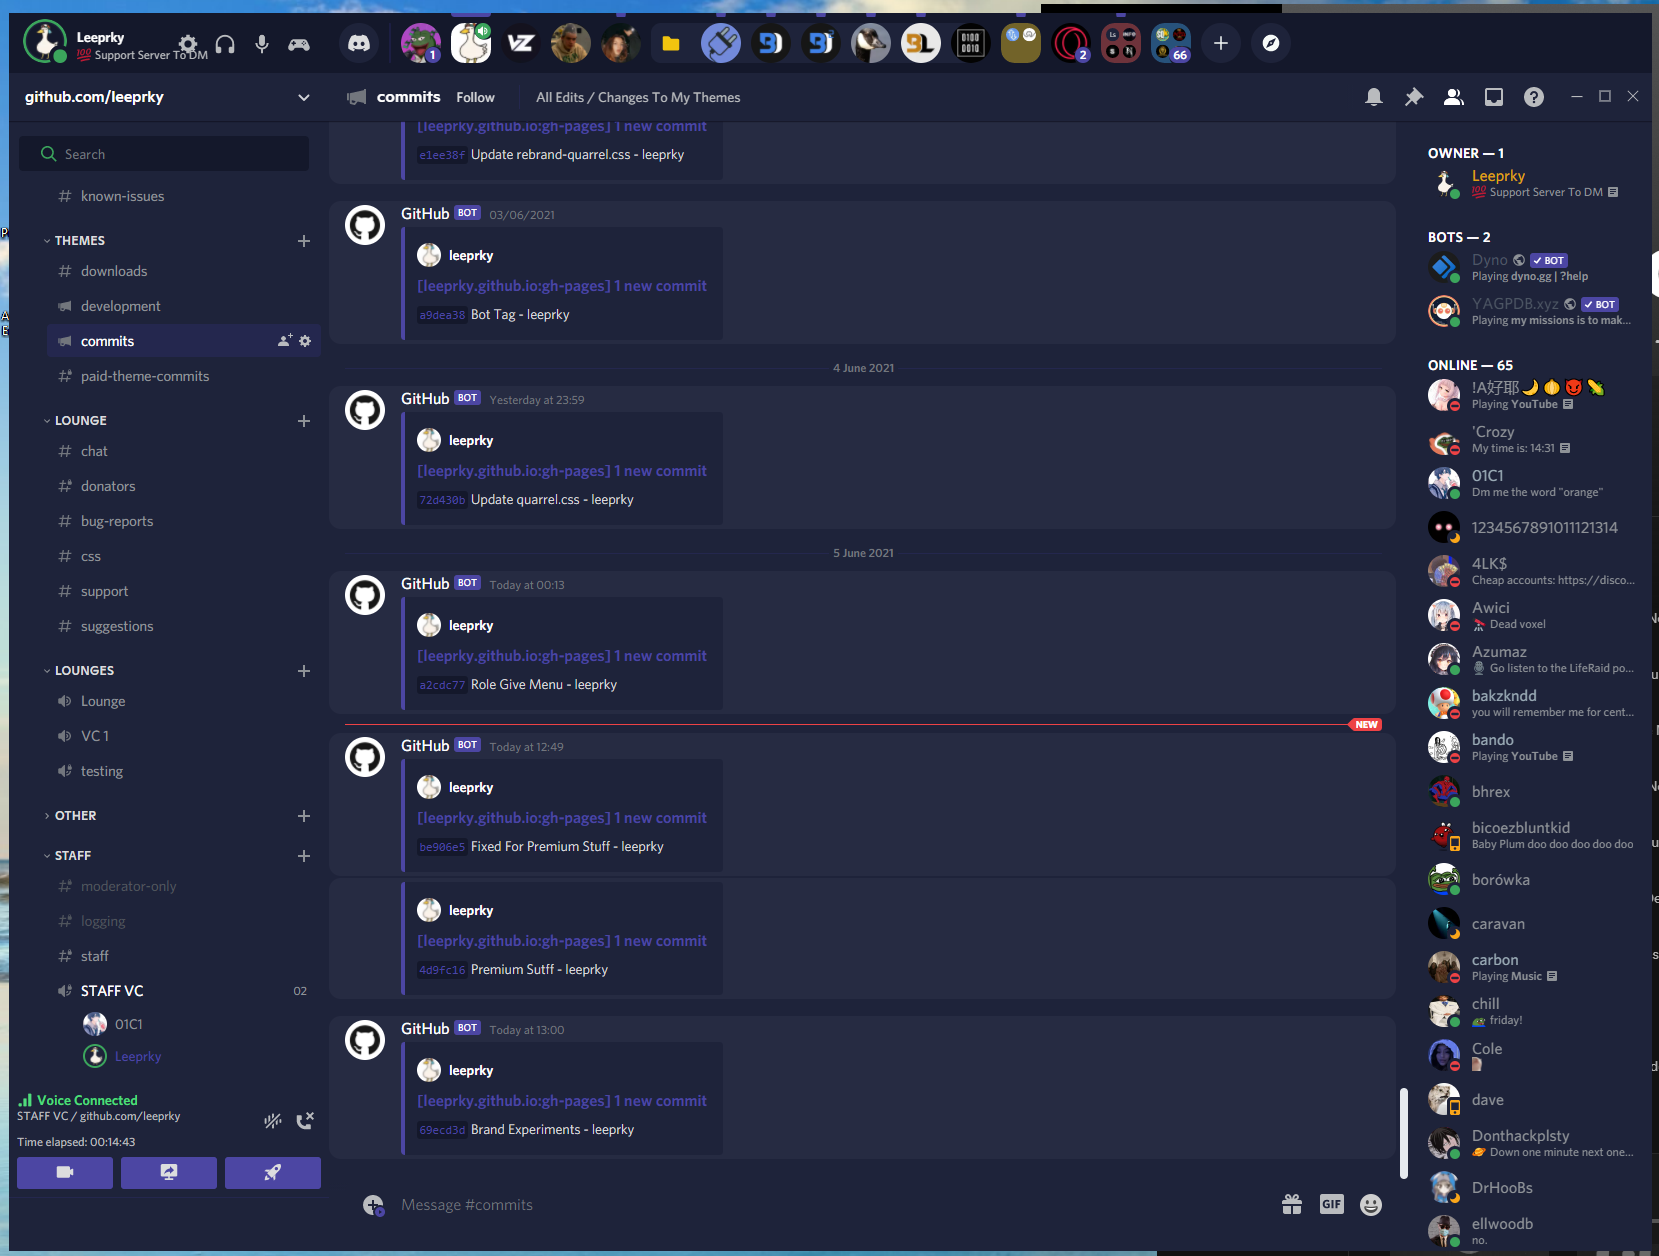 Leeprky
💯 Support Server To DM
1
VZ
BD
BD
BL
0100
0010
2
66
github.com/leeprky
commits
Follow
All Edits / Changes To My Themes
Search
known-issues
THEMES
downloads
development
commits
paid-theme-commits
LOUNGE
chat
donators
bug-reports
css
support
suggestions
LOUNGES
Lounge
VC 1
testing
OTHER
STAFF
moderator-only
logging
staff
STAFF VC 02
01C1
Leeprky
Voice Connected
STAFF VC / github.com/leeprky
Time elapsed: 00:14:43
[leeprky.github.io:gh-pages] 1 new commit
e1ee38f Update rebrand-quarrel.css - leeprky
GitHub BOT 03/06/2021
leeprky
[leeprky.github.io:gh-pages] 1 new commit
a9dea38 Bot Tag - leeprky
4 June 2021
GitHub BOT Yesterday at 23:59
leeprky
[leeprky.github.io:gh-pages] 1 new commit
72d430b Update quarrel.css - leeprky
5 June 2021
GitHub BOT Today at 00:13
leeprky
[leeprky.github.io:gh-pages] 1 new commit
a2cdc77 Role Give Menu - leeprky
NEW
GitHub BOT Today at 12:49
leeprky
[leeprky.github.io:gh-pages] 1 new commit
be906e5 Fixed For Premium Stuff - leeprky
leeprky
[leeprky.github.io:gh-pages] 1 new commit
4d9fc16 Premium Sutff - leeprky
GitHub BOT Today at 13:00
leeprky
[leeprky.github.io:gh-pages] 1 new commit
69ecd3d Brand Experiments - leeprky
Message #commits
GIF
OWNER — 1
Leeprky
💯 Support Server To DM
BOTS — 2
Dyno ✓ BOT
Playing dyno.gg | ?help
YAGPDB.xyz ✓ BOT
Playing my missions is to mak...
ONLINE — 65
!A好耶🌙🧄😈🌽
Playing YouTube
'Crozy
My time is: 14:31
01C1
Dm me the word "orange"
1234567891011121314
4LK$
Cheap accounts: https://disco...
Awici
Dead voxel
Azumaz
Go listen to the LifeRaid po...
bakzkndd
you will remember me for cent...
bando
Playing YouTube
bhrex
bicoezbluntkid
Baby Plum doo doo doo doo doo
borówka
caravan
carbon
Playing Music
chill
friday!
Cole
dave
Donthackplsty
🪐 Down one minute next one...
DrHooBs
ellwoodb
no.